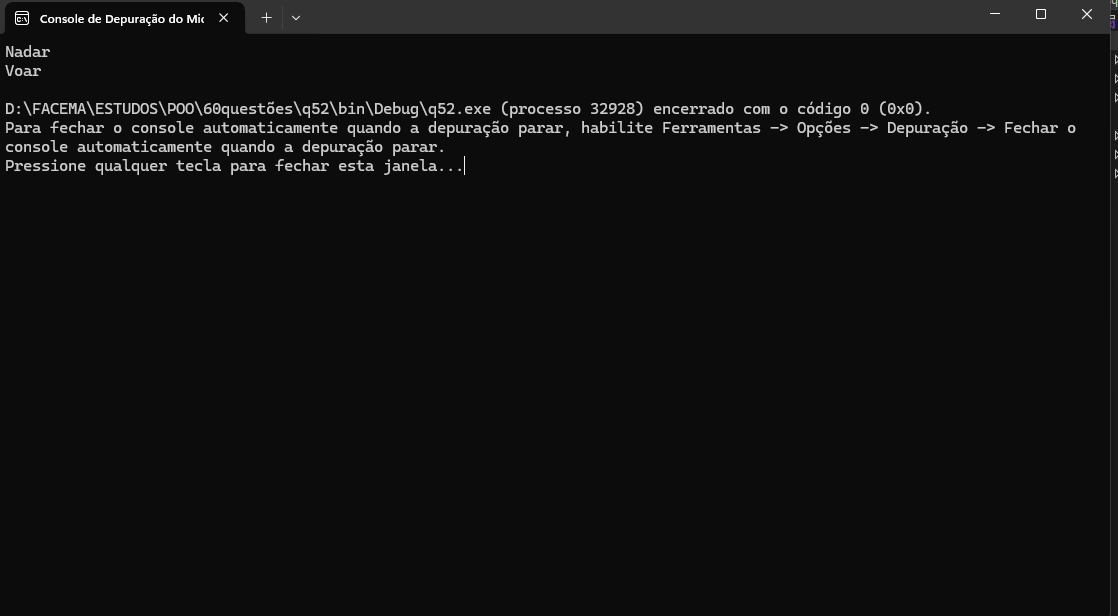 Console de Depuração do Mic
Nadar
Voar
D:\FACEMA\ESTUDOS\POO\60questões\q52\bin\Debug\q52.exe (processo 32928) encerrado com o código 0 (0x0).
Para fechar o console automaticamente quando a depuração parar, habilite Ferramentas -> Opções -> Depuração -> Fechar o
console automaticamente quando a depuração parar.
Pressione qualquer tecla para fechar esta janela...